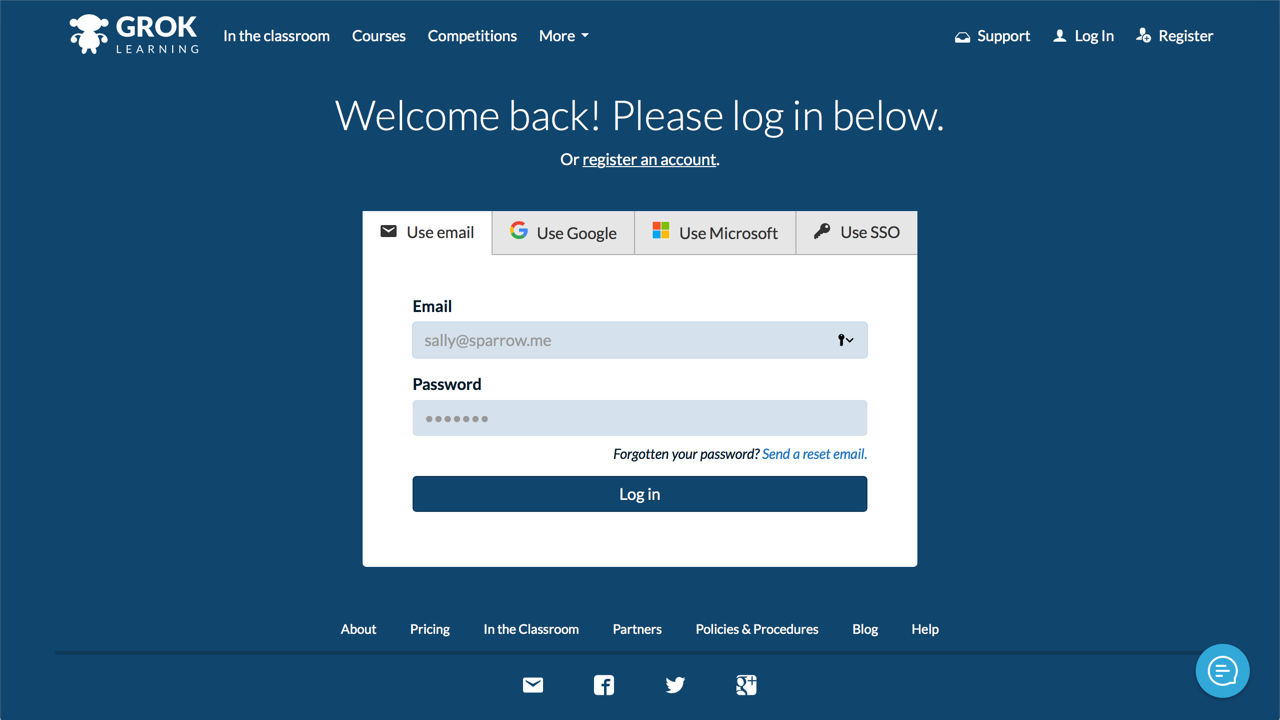 GROK
LEARNING
In the classroom Courses Competitions More
Support Log In Register
Welcome back! Please log in below.
Or register an account.
Use email Use Google Use Microsoft Use SSO
Email
sally@sparrow.me
Password
•••••••
Forgotten your password? Send a reset email.
Log in
About Pricing In the Classroom Partners Policies & Procedures Blog Help